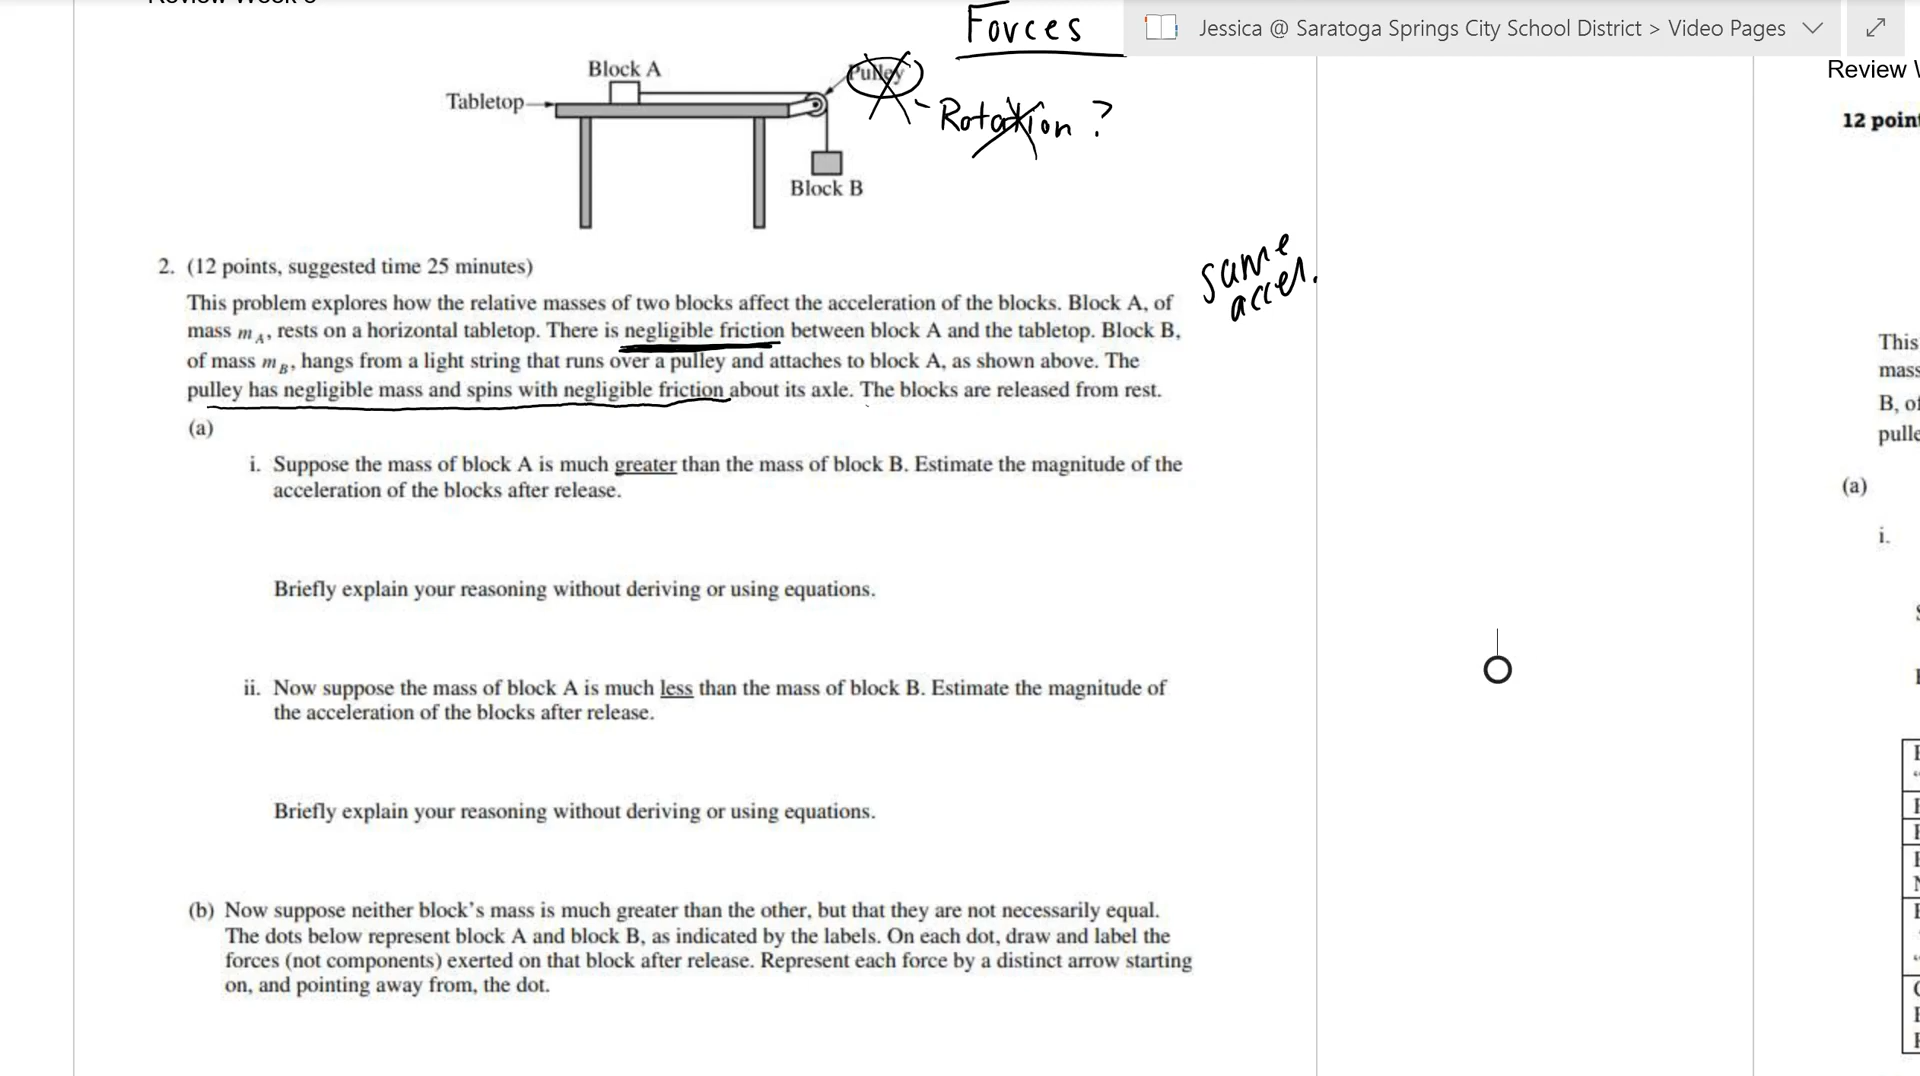 Forces
Jessica @ Saratoga Springs City School District > Video Pages
Block A
Pulley
Review
Tabletop
Rotation ?
12 point
Block B
same
accel.
2. (12 points, suggested time 25 minutes)
This problem explores how the relative masses of two blocks affect the acceleration of the blocks. Block A, of
mass m A, rests on a horizontal tabletop. There is negligible friction between block A and the tabletop. Block B,
of mass m B, hangs from a light string that runs over a pulley and attaches to block A, as shown above. The
pulley has negligible mass and spins with negligible friction about its axle. The blocks are released from rest.
This
mass
B, of
pulle
(a)
i. Suppose the mass of block A is much greater than the mass of block B. Estimate the magnitude of the
acceleration of the blocks after release.
(a)
i.
Briefly explain your reasoning without deriving or using equations.
ii. Now suppose the mass of block A is much less than the mass of block B. Estimate the magnitude of
the acceleration of the blocks after release.
Briefly explain your reasoning without deriving or using equations.
(b) Now suppose neither block's mass is much greater than the other, but that they are not necessarily equal.
The dots below represent block A and block B, as indicated by the labels. On each dot, draw and label the
forces (not components) exerted on that block after release. Represent each force by a distinct arrow starting
on, and pointing away from, the dot.